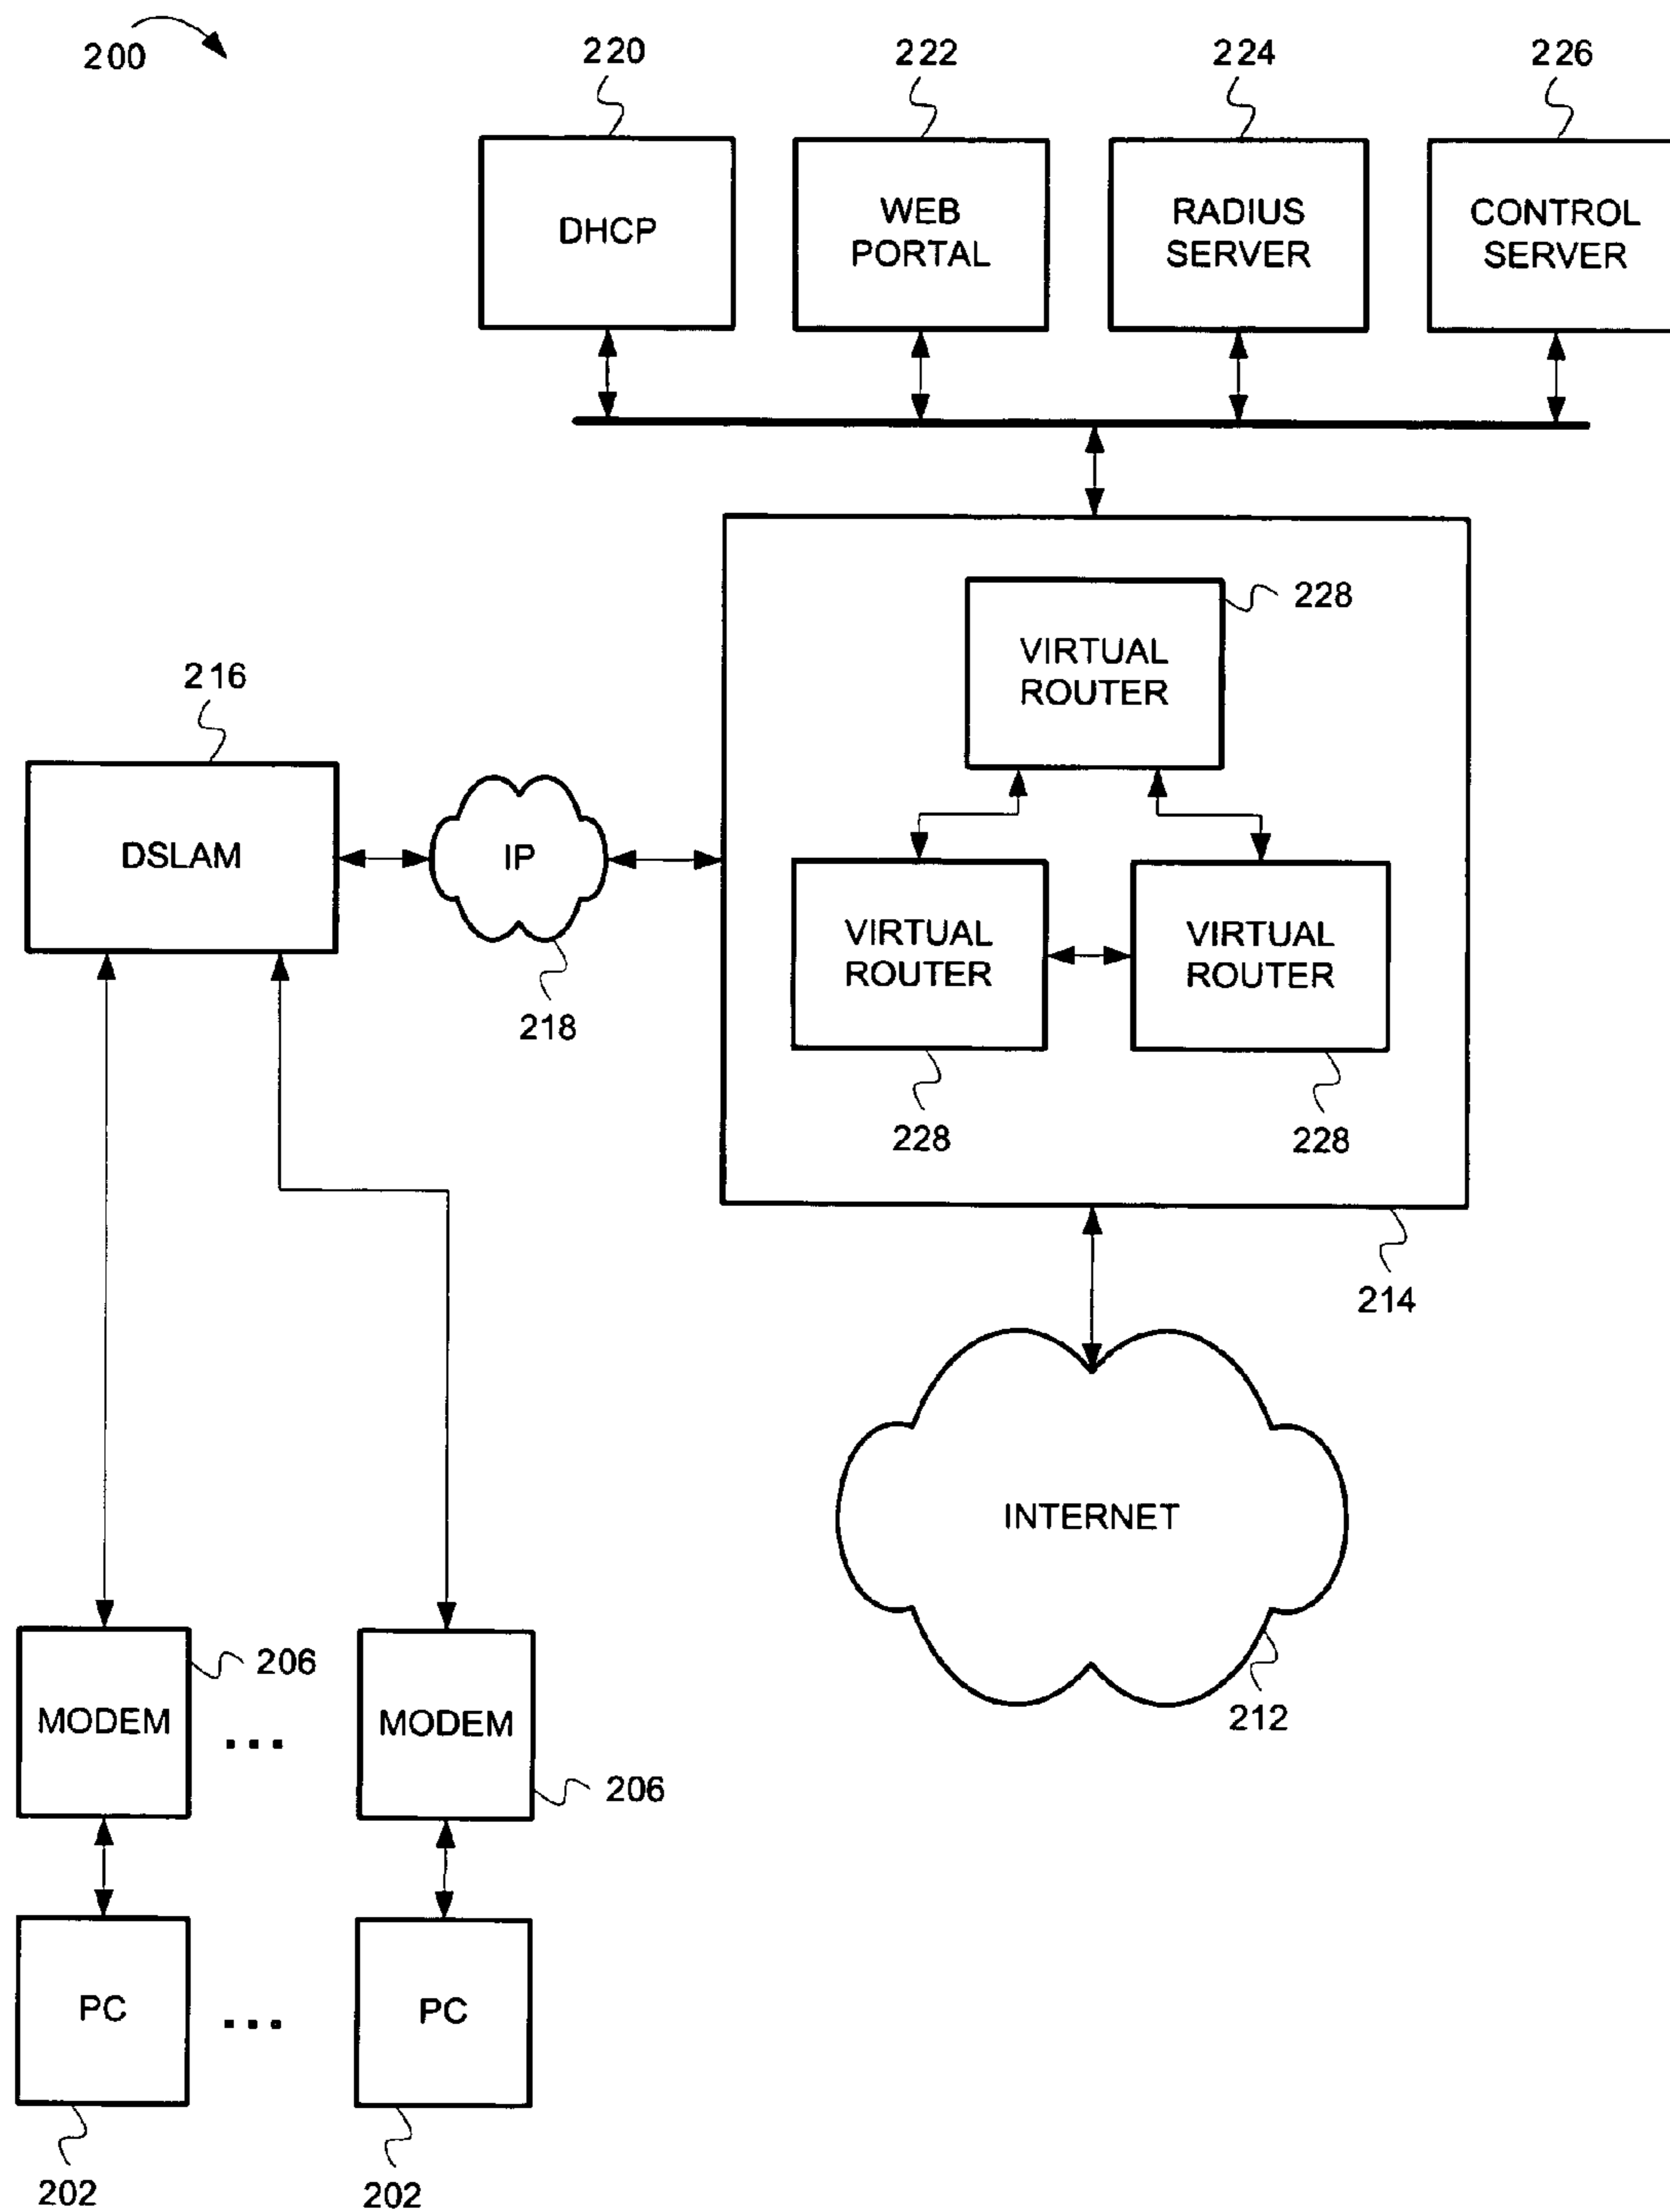 200
220
222
224
226
DHCP
WEB
PORTAL
RADIUS
SERVER
CONTROL
SERVER
228
VIRTUAL
ROUTER
216
DSLAM
IP
218
VIRTUAL
ROUTER
VIRTUAL
ROUTER
228
228
214
INTERNET
212
206
MODEM
...
MODEM
206
PC
...
PC
202
202